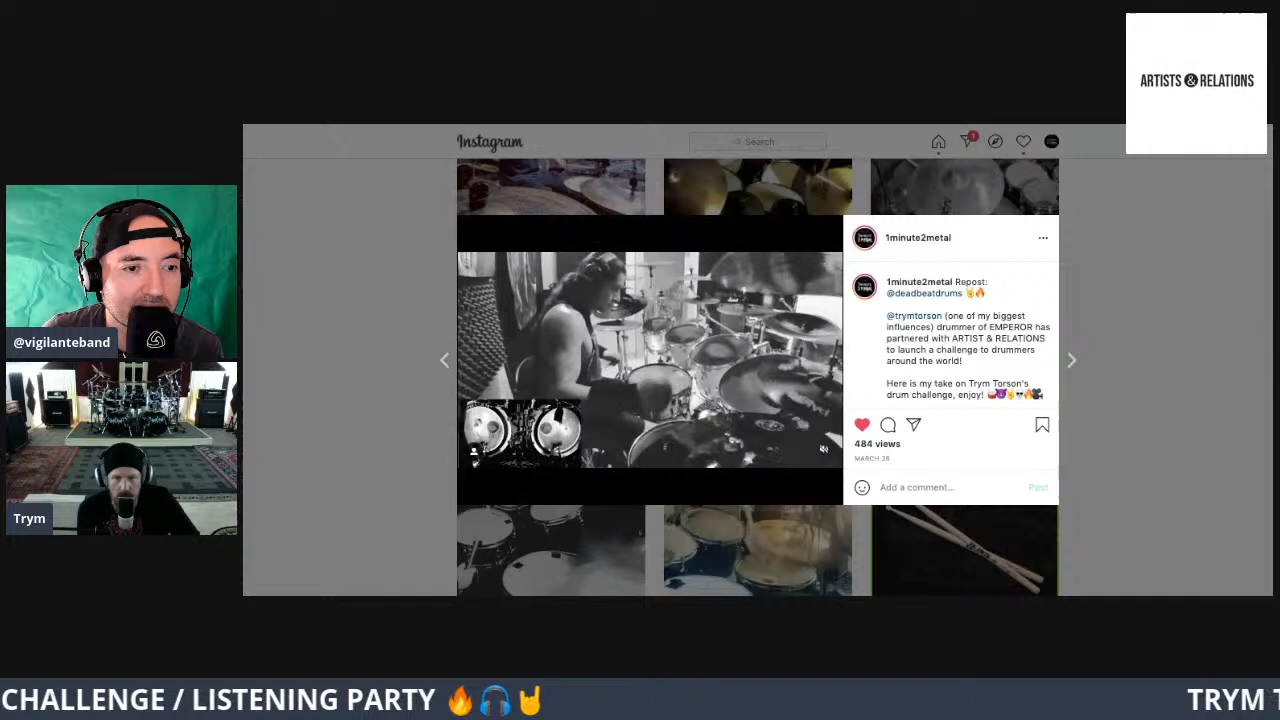 ARTISTS & RELATIONS
Instagram
Search
1
1minute2metal
1minute2metal Repost:
@deadbeatdrums 🤘🔥
@trymtorson (one of my biggest
influences) drummer of EMPEROR has
partnered with ARTIST & RELATIONS
to launch a challenge to drummers
around the world!
Here is my take on Trym Torson's
drum challenge, enjoy! 🥁😈🤘💀🔥🎥
484 views
MARCH 26
Add a comment...
Post
@vigilanteband
Trym
CHALLENGE / LISTENING PARTY 🔥🎧🤘
TRYM T